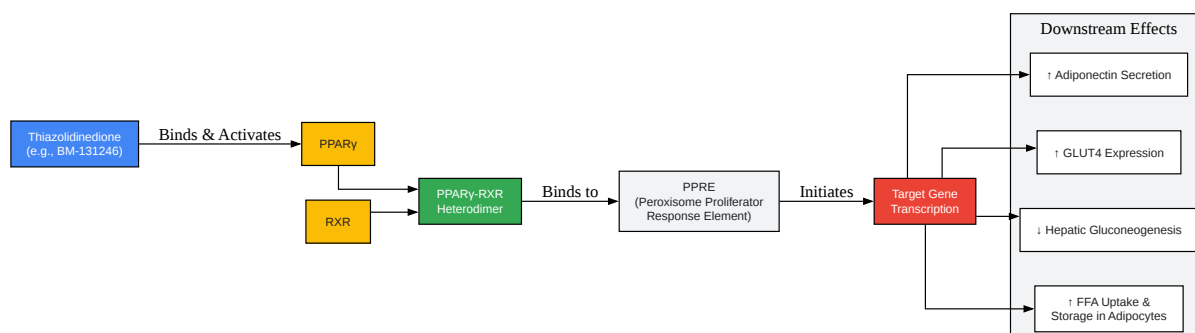 Downstream Effects
↑ Adiponectin Secretion
Thiazolidinedione
(e.g., BM-131246)
Binds & Activates
PPARγ
↑ GLUT4 Expression
RXR
PPARγ-RXR
Heterodimer
Binds to
PPRE
(Peroxisome Proliferator
Response Element)
Initiates
Target Gene
Transcription
↓ Hepatic Gluconeogenesis
↑ FFA Uptake &
Storage in Adipocytes